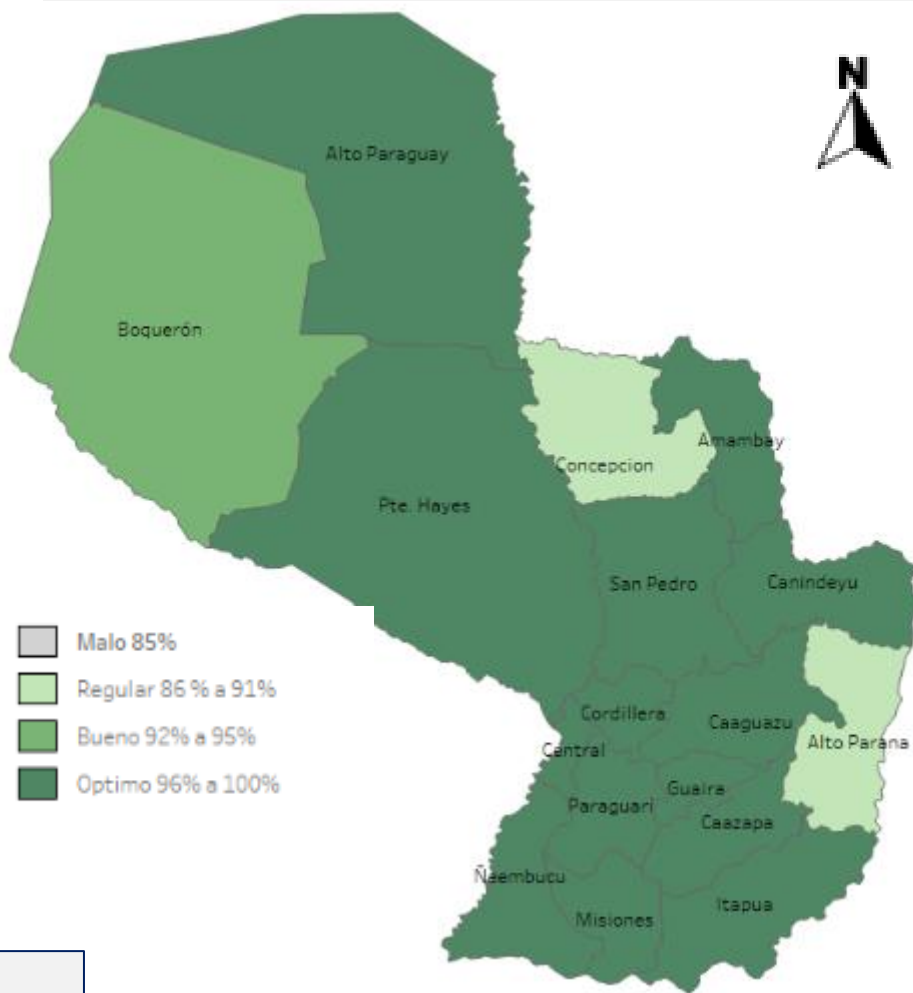 N
Alto Paraguay
Boquerón
Amambay
Concepcion
Pte. Hayes
San Pedro
Canindeyu
Malo 85%
Regular 86 % a 91%
Bueno 92% a 95%
Optimo 96% a 100%
Cordillera
Caaguazu
Alto Parana
Central
Guaira
Paraguari
Caazapa
Ñaembucu
Itapua
Misiones